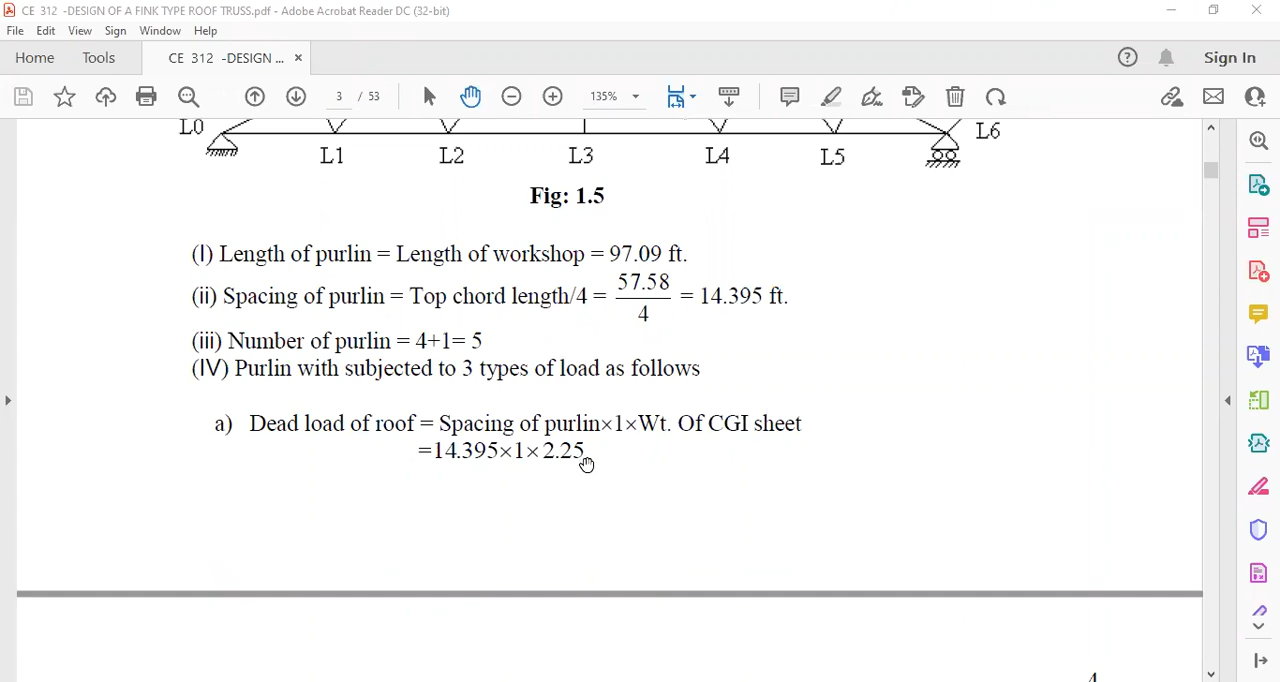 CE 312 -DESIGN OF A FINK TYPE ROOF TRUSS.pdf - Adobe Acrobat Reader DC (32-bit)
File Edit View Sign Window Help
Home Tools CE 312 -DESIGN ... × Sign In
3 / 53 135%
L0 L1 L2 L3 L4 L5 L6
Fig: 1.5
(I) Length of purlin = Length of workshop = 97.09 ft.
(ii) Spacing of purlin = Top chord length/4 = 57.58/4 = 14.395 ft.
(iii) Number of purlin = 4+1= 5
(IV) Purlin with subjected to 3 types of load as follows
a) Dead load of roof = Spacing of purlin×1×Wt. Of CGI sheet
=14.395×1×2.25